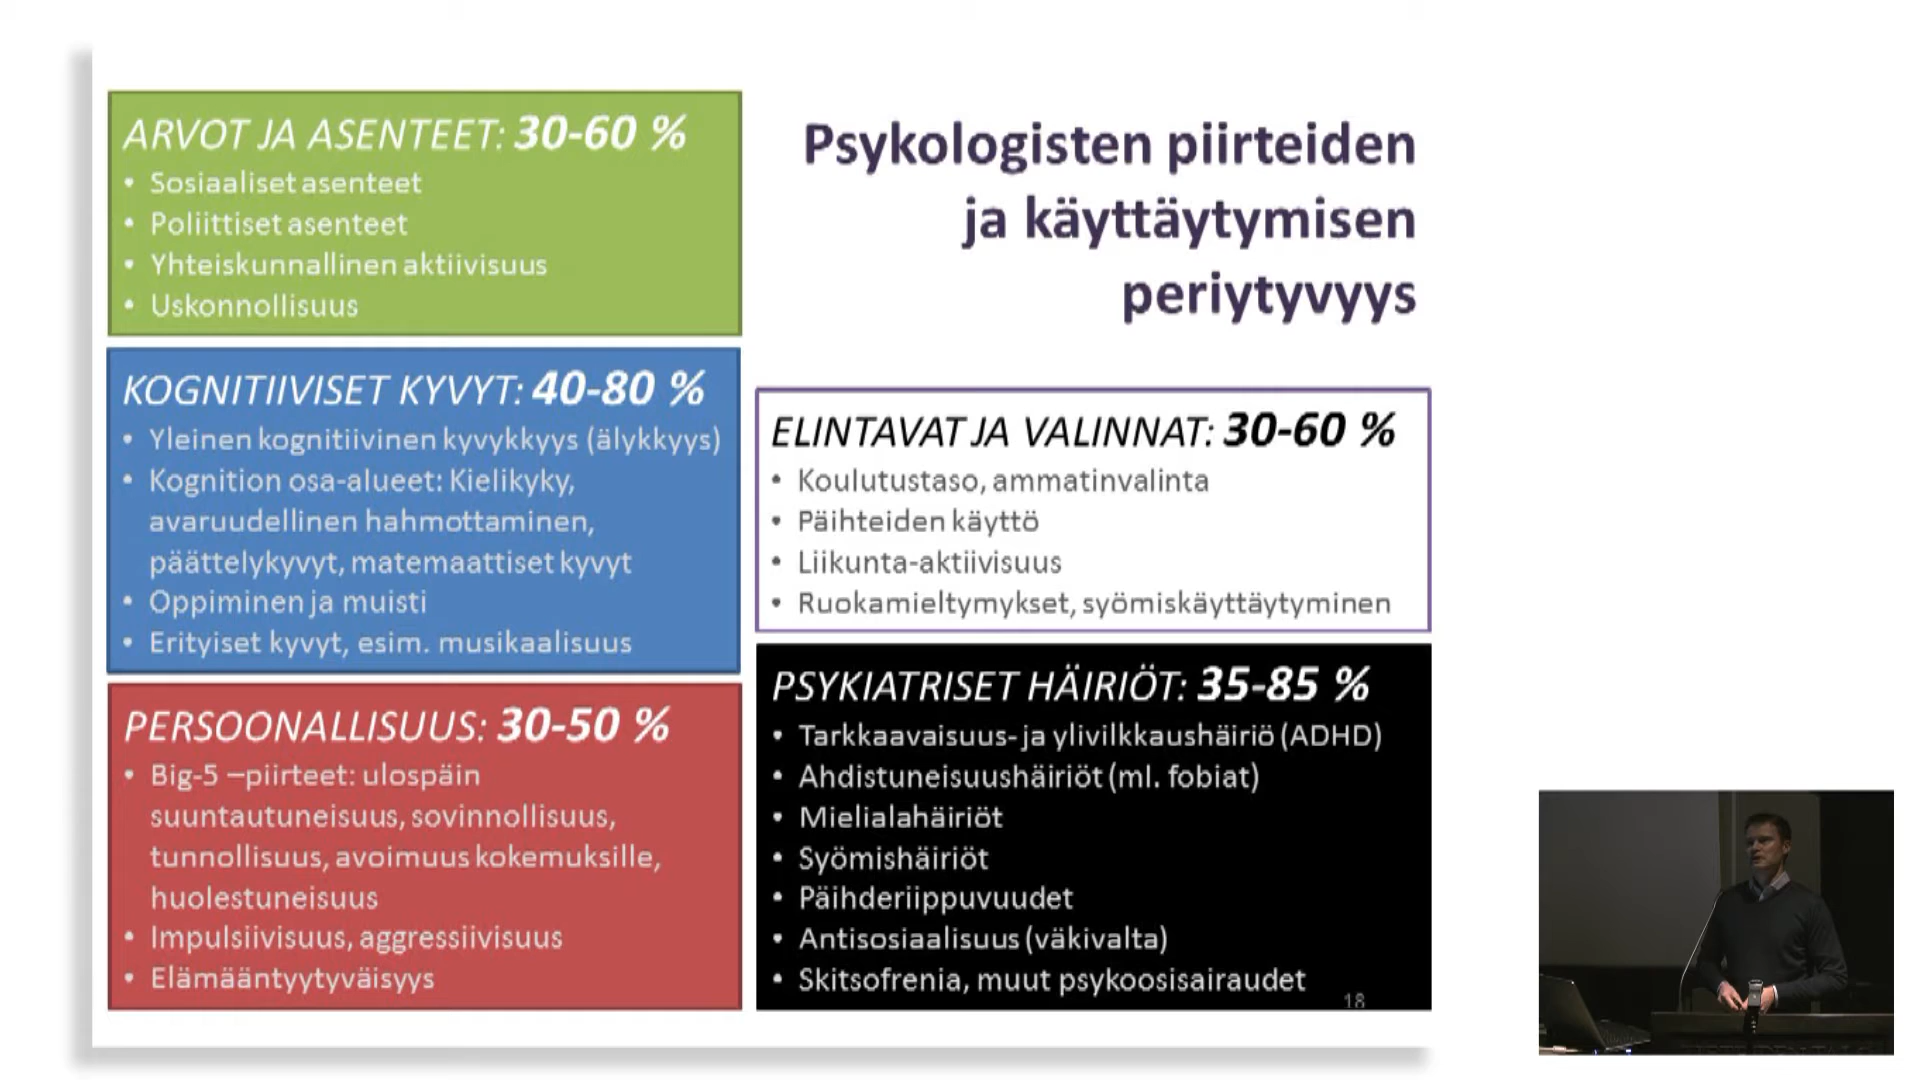 Psykologisten piirteiden
ja käyttäytymisen
periytyvyys
ARVOT JA ASENTEET: 30-60 %
• Sosiaaliset asenteet
• Poliittiset asenteet
• Yhteiskunnallinen aktiivisuus
• Uskonnollisuus
KOGNITIIVISET KYVYT: 40-80 %
• Yleinen kognitiivinen kyvykkyys (älykkyys)
• Kognition osa-alueet: Kielikyky,
avaruudellinen hahmottaminen,
päättelykyvyt, matemaattiset kyvyt
• Oppiminen ja muisti
• Erityiset kyvyt, esim. musikaalisuus
PERSOONALLISUUS: 30-50 %
• Big-5 –piirteet: ulospäin
suuntautuneisuus, sovinnollisuus,
tunnollisuus, avoimuus kokemuksille,
huolestuneisuus
• Impulsiivisuus, aggressiivisuus
• Elämääntyytyväisyys
ELINTAVAT JA VALINNAT: 30-60 %
• Koulutustaso, ammatinvalinta
• Päihteiden käyttö
• Liikunta-aktiivisuus
• Ruokamieltymykset, syömiskäyttäytyminen
PSYKIATRISET HÄIRIÖT: 35-85 %
• Tarkkaavaisuus- ja ylivilkkaushäiriö (ADHD)
• Ahdistuneisuushäiriöt (ml. fobiat)
• Mielialahäiriöt
• Syömishäiriöt
• Päihderiippuvuudet
• Antisosiaalisuus (väkivalta)
• Skitsofrenia, muut psykoosisairaudet
18